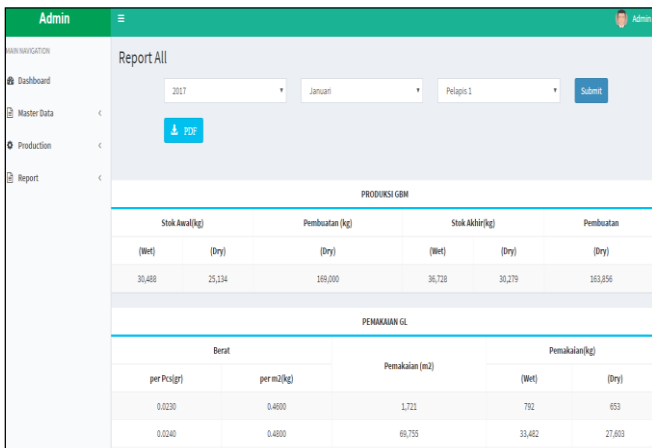 Admin
Admin
MAIN NAVIGATION
Dashboard
Master Data
Production
Report
Report All
2017 Januari Pelapis 1 Submit
PDF
PRODUKSI GBM
Stok Awal(kg) Pembuatan (kg) Stok Akhir(kg) Pembuatan
(Wet) (Dry) (Dry) (Wet) (Dry) (Dry)
30,488 25,134 169,000 36,728 30,279 163,856
PEMAKAIAN GL
Berat Pemakaian (m2) Pemakaian(kg)
per Pcs(gr) per m2(kg) (Wet) (Dry)
0.0230 0.4600 1,721 792 653
0.0240 0.4800 69,755 33,482 27,603